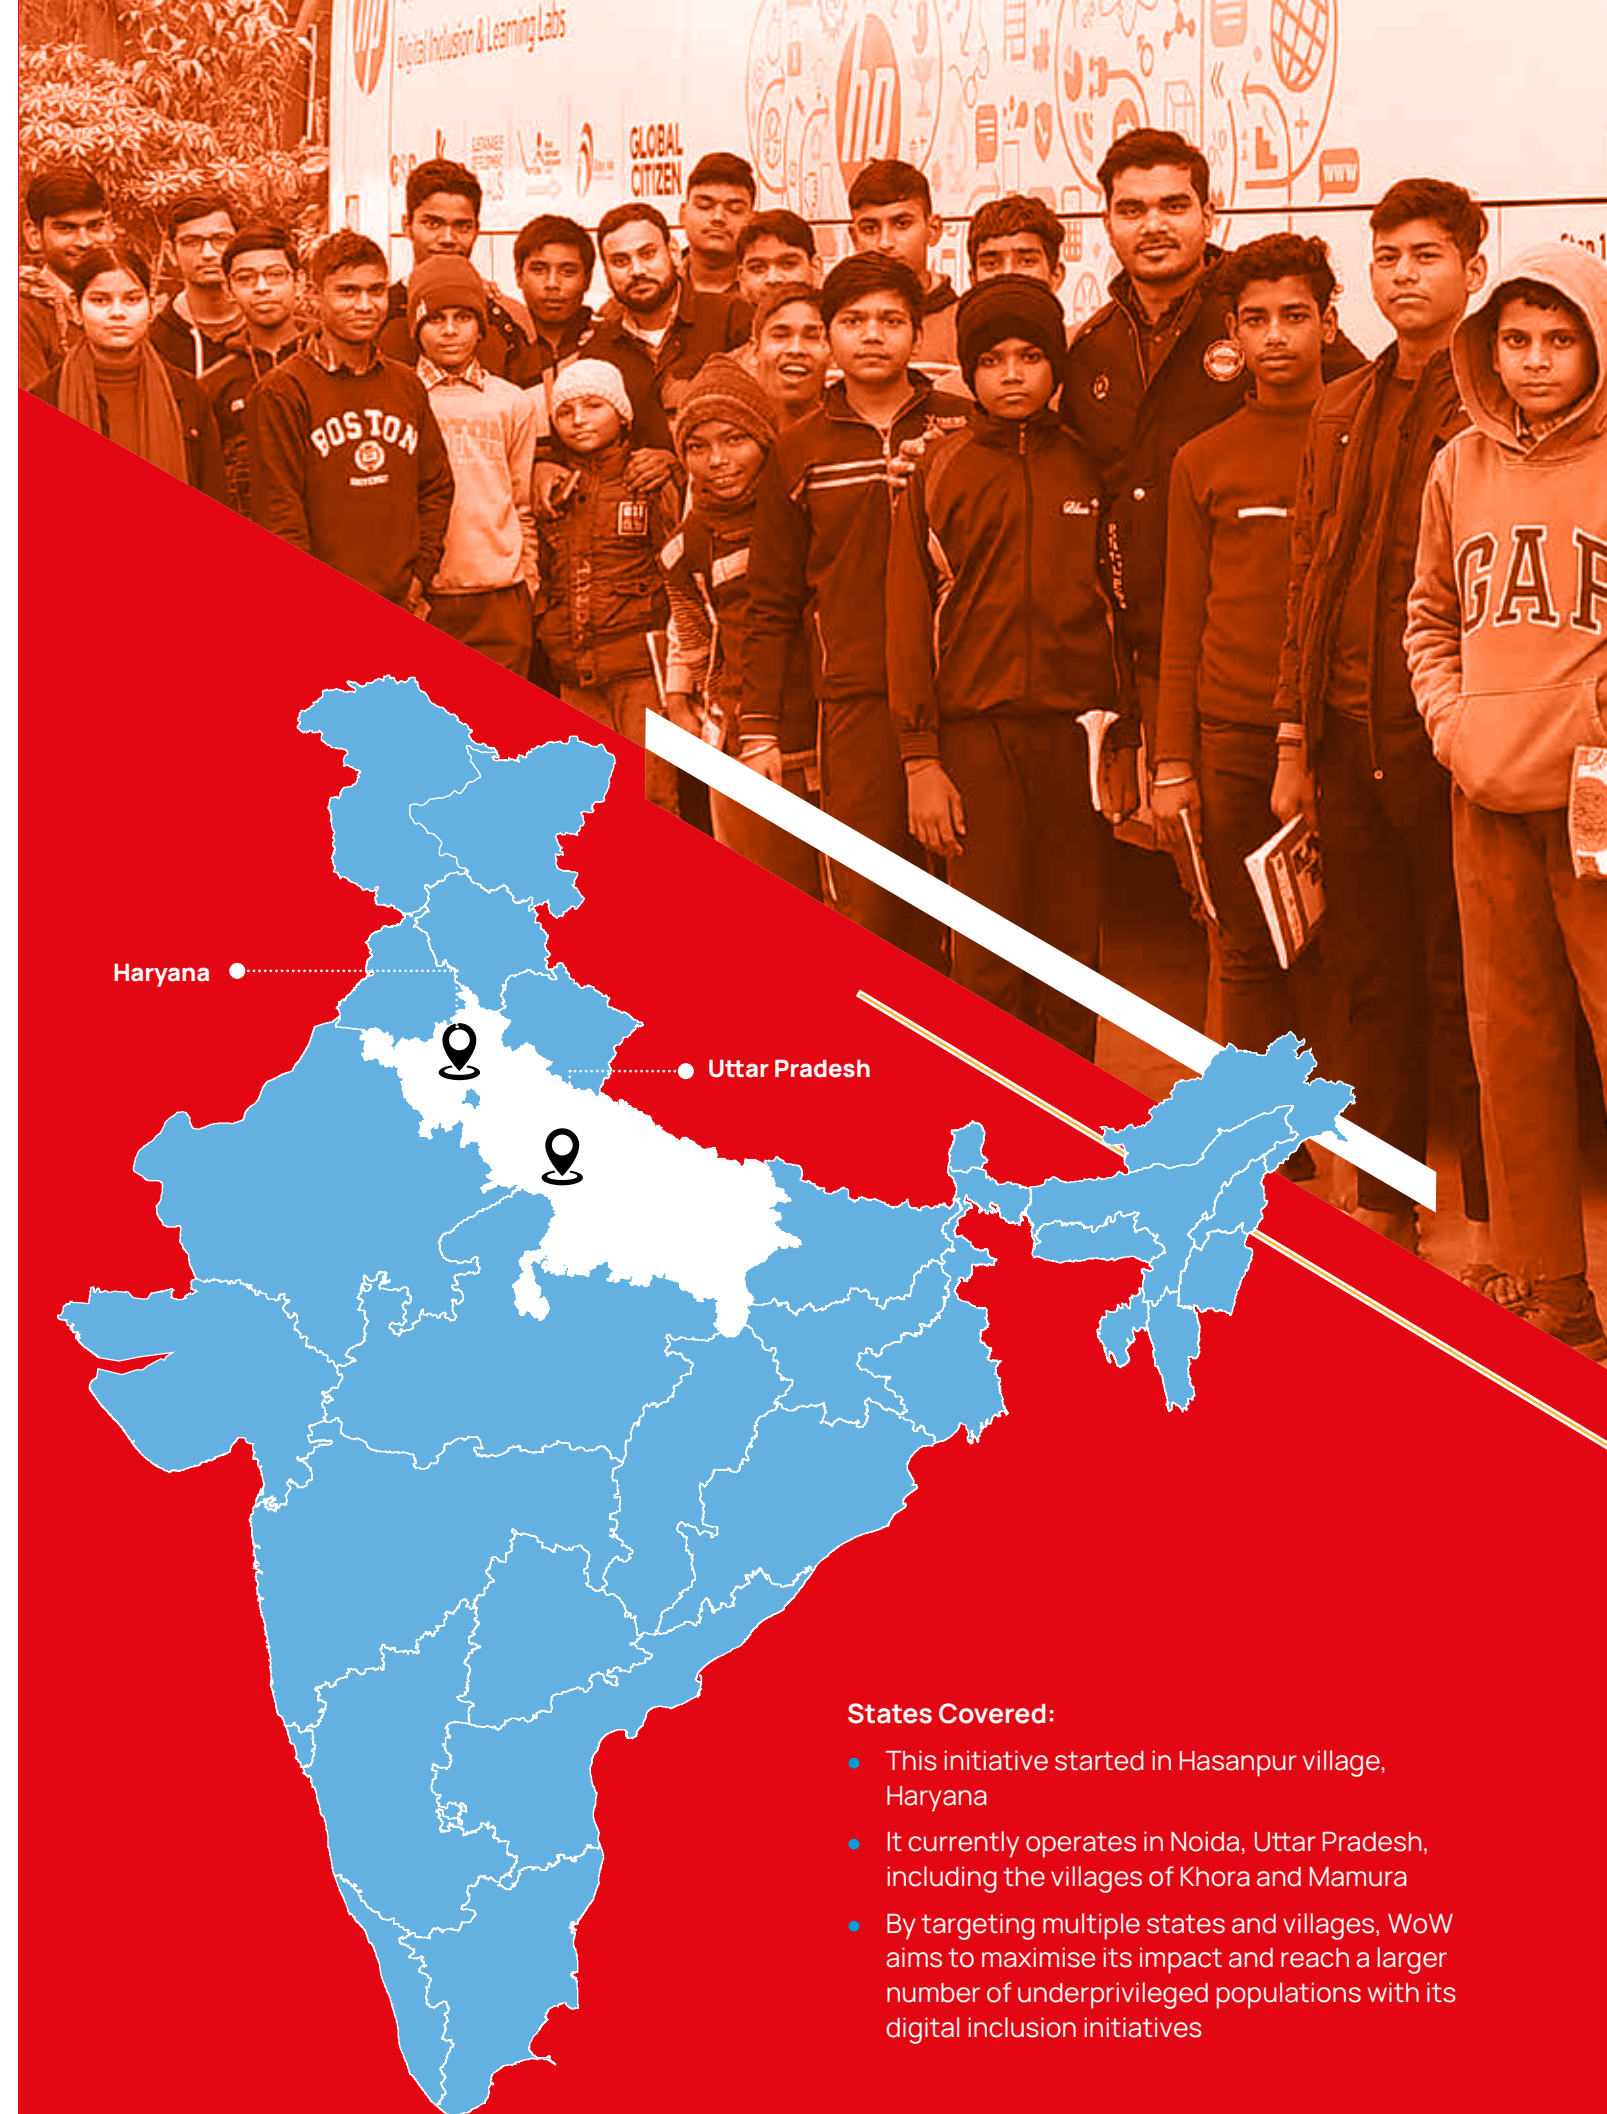 hp
Digital Inclusion & Learning Labs
GLOBAL
CITIZEN
hp
www
BOSTON
GAP
Haryana
Uttar Pradesh
States Covered:
This initiative started in Hasanpur village,
Haryana
It currently operates in Noida, Uttar Pradesh,
including the villages of Khora and Mamura
By targeting multiple states and villages, WoW
aims to maximise its impact and reach a larger
number of underprivileged populations with its
digital inclusion initiatives